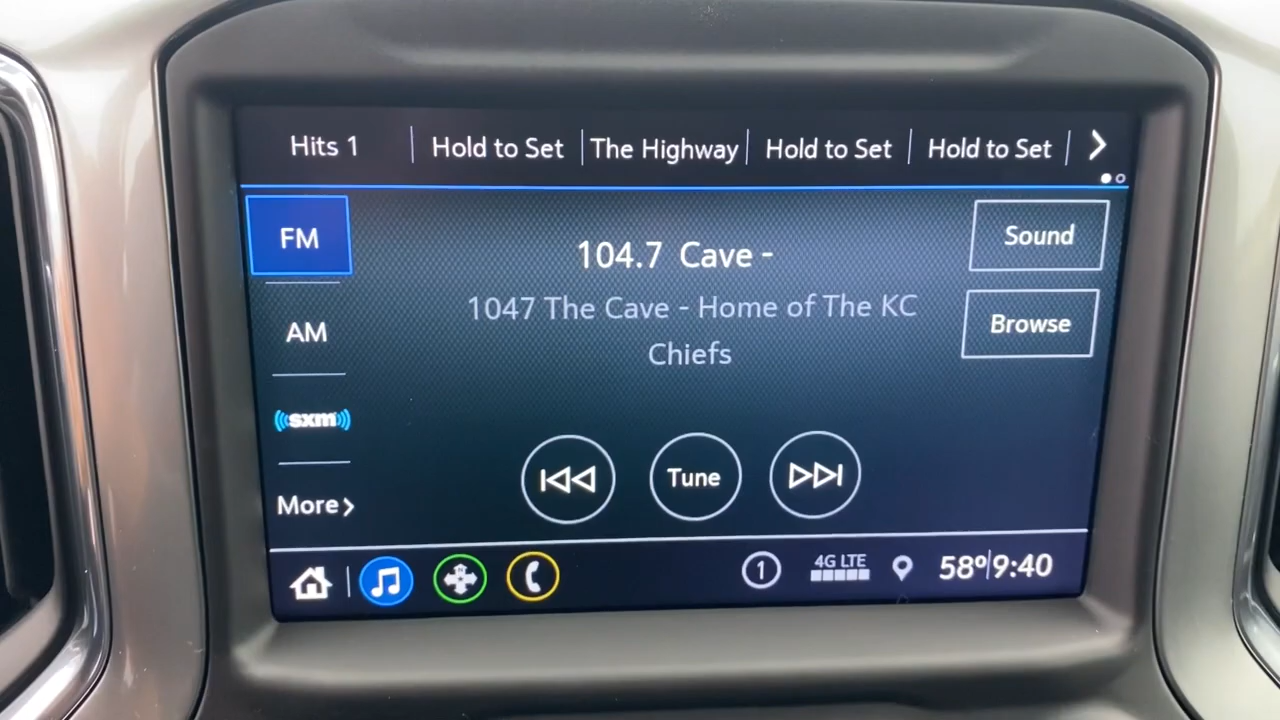 Hits 1 Hold to Set The Highway Hold to Set Hold to Set
FM
104.7 Cave -
Sound
1047 The Cave - Home of The KC
Chiefs
Browse
AM
sxm
More
Tune
1 4G LTE 58° 9:40